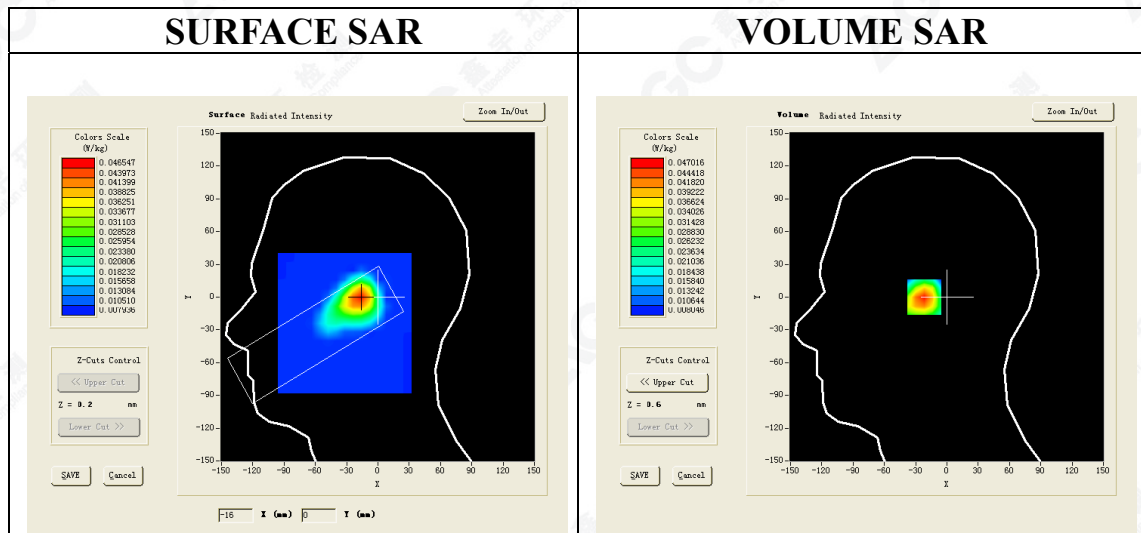 SURFACE SAR
VOLUME SAR
Surface Radiated Intensity
Zoom In/Out
Colors Scale
(W/kg)
0.046547
0.043973
0.041399
0.038825
0.036251
0.033677
0.031103
0.028528
0.025954
0.023380
0.020806
0.018232
0.015658
0.013084
0.010510
0.007936
150
120
90
60
30
0
-30
-60
-90
-120
-150
Y
-150 -120 -90 -60 -30 0 30 60 90 120 150
X
Z-Cuts Control
<< Upper Cut
Z = 0.2 mm
Lower Cut >>
SAVE Cancel
-16 X (mm) 0 Y (mm)
Volume Radiated Intensity
Zoom In/Out
Colors Scale
(W/kg)
0.047016
0.044418
0.041820
0.039222
0.036624
0.034026
0.031428
0.028830
0.026232
0.023634
0.021036
0.018438
0.015840
0.013242
0.010644
0.008046
150
120
90
60
30
0
-30
-60
-90
-120
-150
Y
-150 -120 -90 -60 -30 0 30 60 90 120 150
X
Z-Cuts Control
<< Upper Cut
Z = 0.6 mm
Lower Cut >>
SAVE Cancel